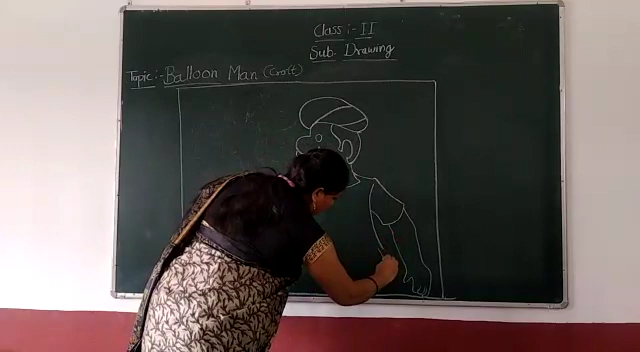 Class :- II
Sub. Drawing
Topic :- Balloon Man (Craft)